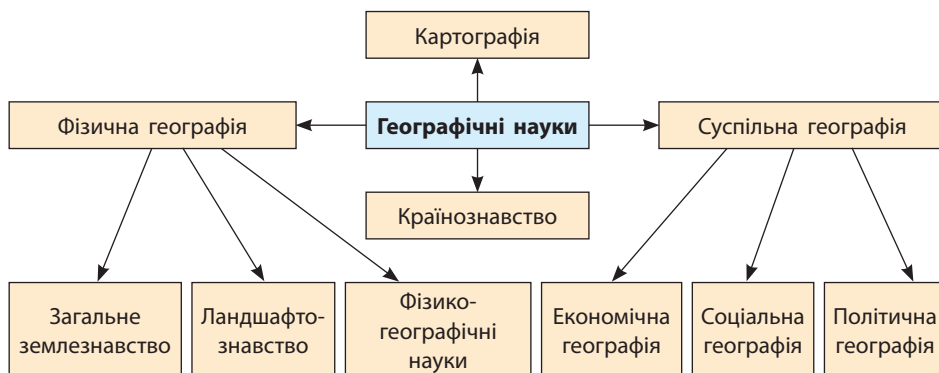 Картографія
Фізична географія
Географічні науки
Суспільна географія
Країнознавство
Загальне
землезнавство
Ландшафто-
знавство
Фізико-
географічні
науки
Економічна
географія
Соціальна
географія
Політична
географія